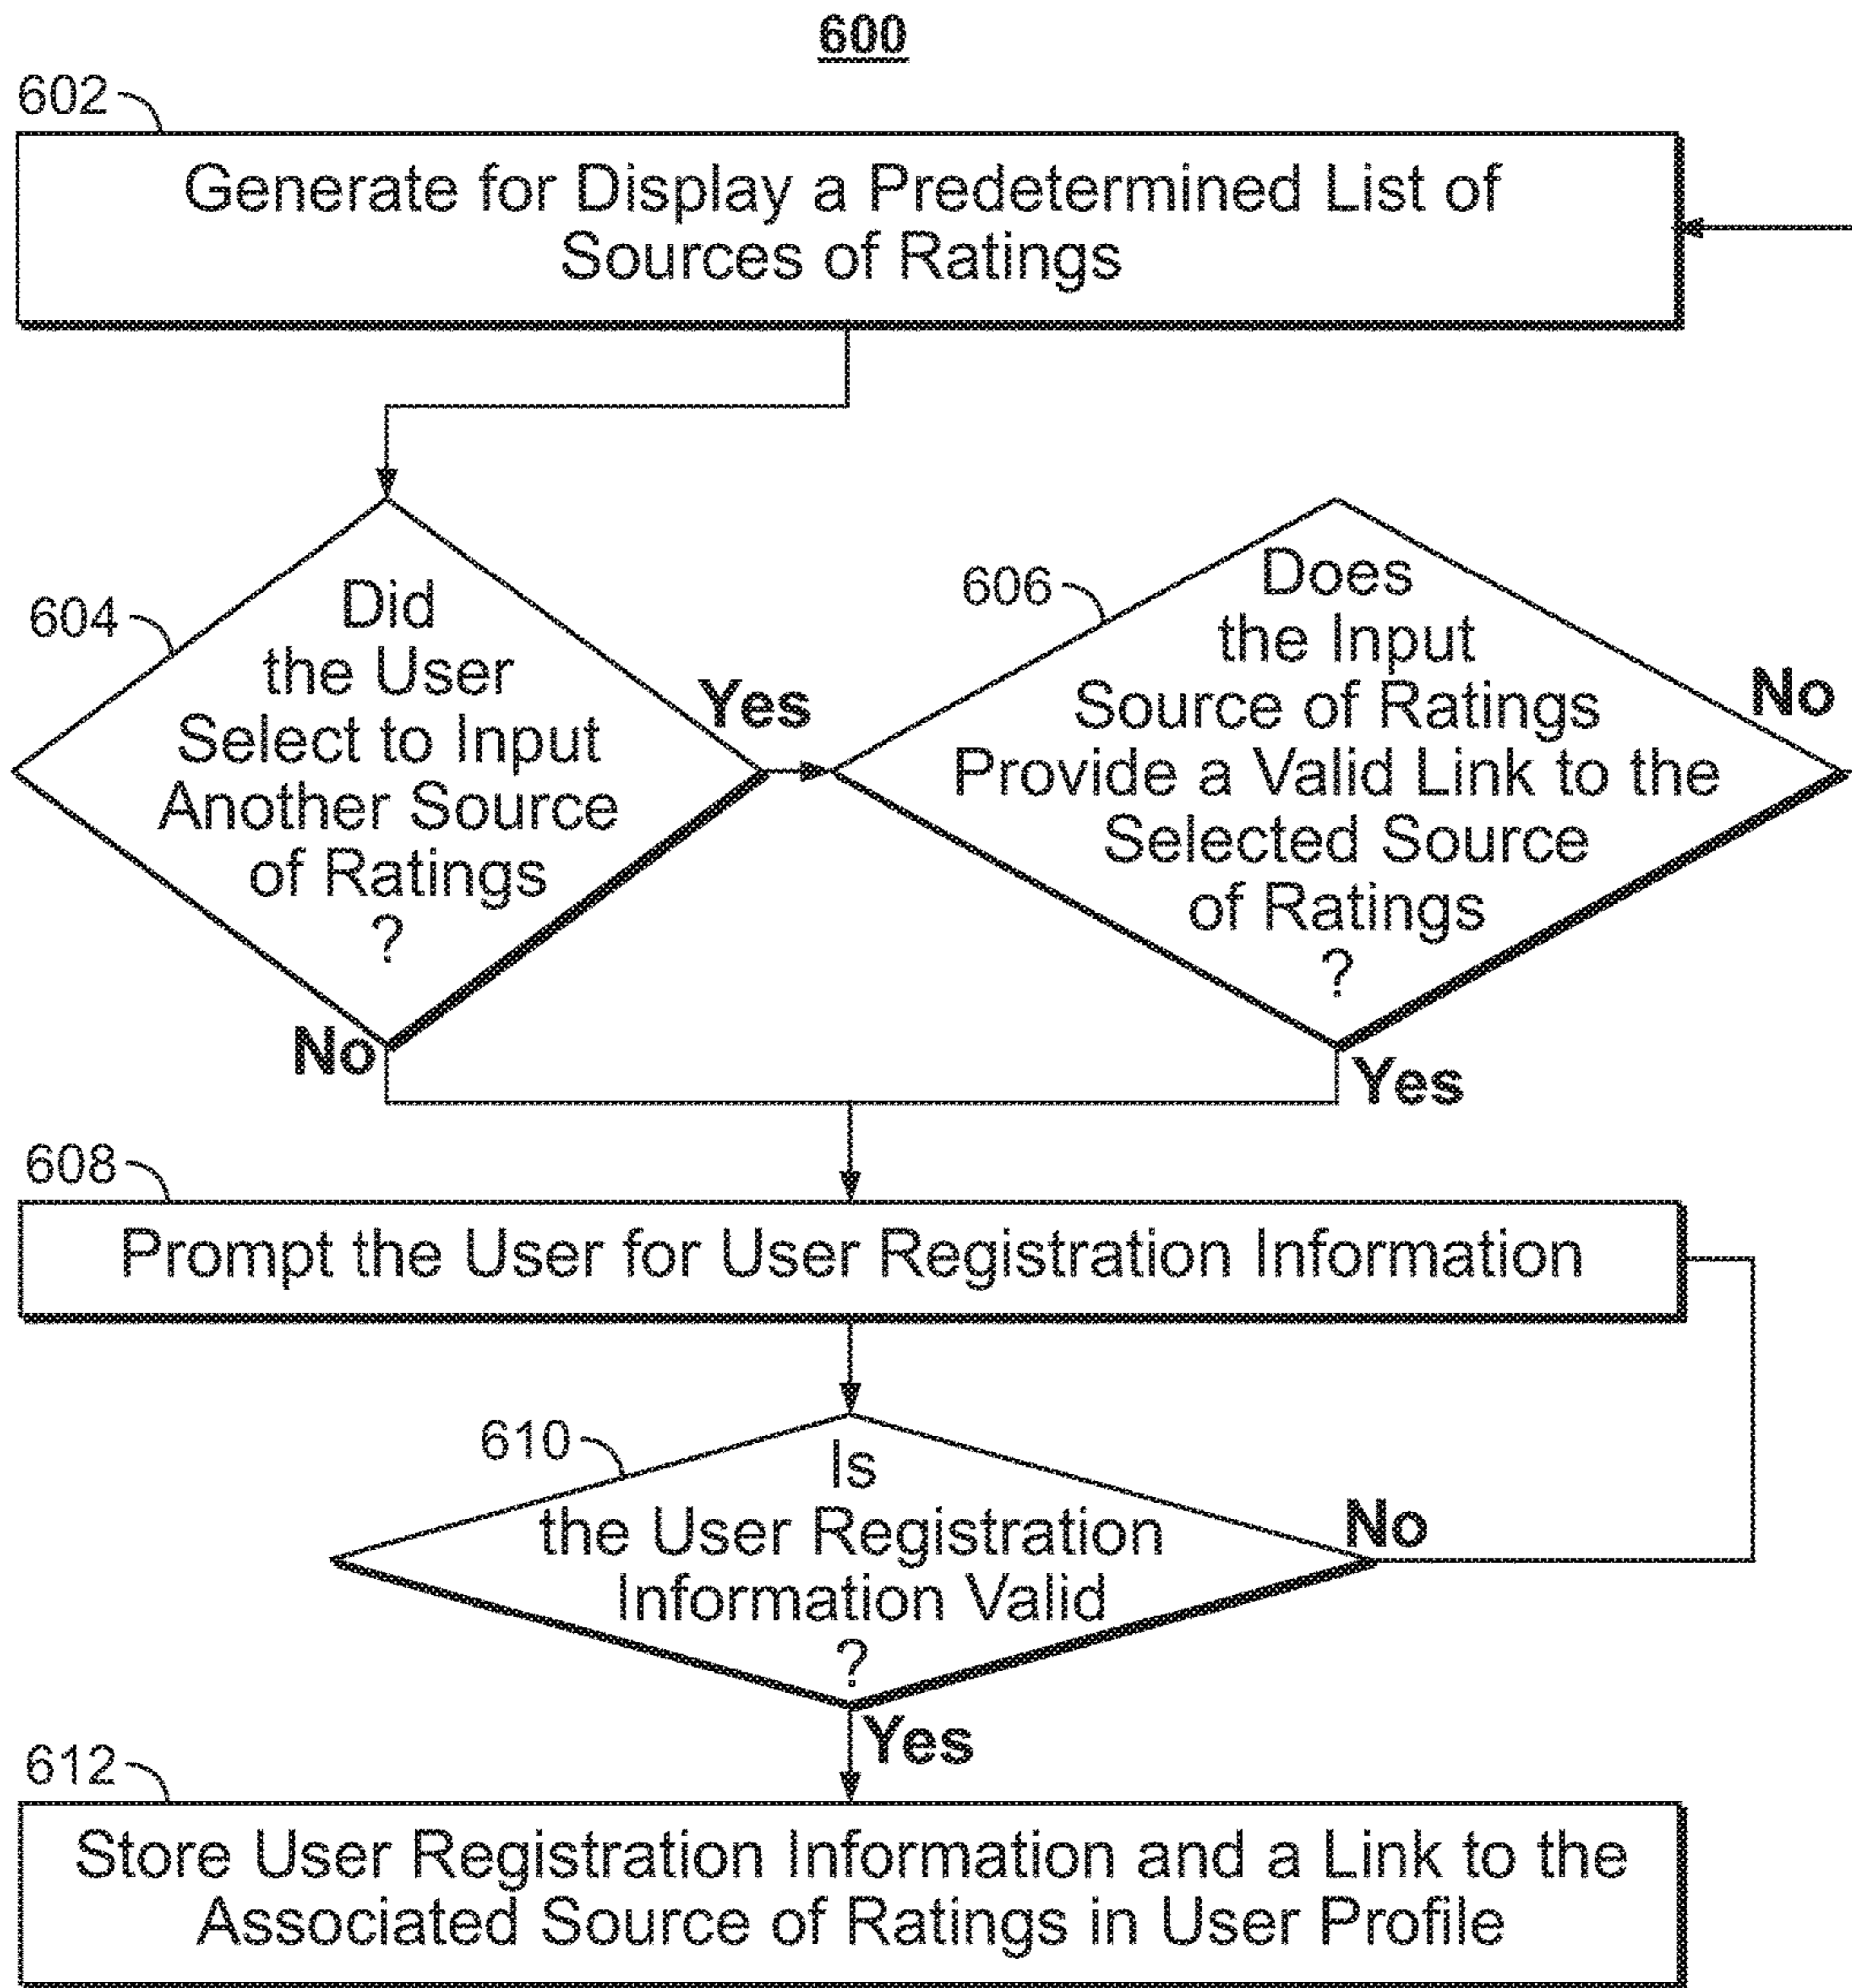 600
602
Generate for Display a Predetermined List of
Sources of Ratings
604
Did
the User
Select to Input
Another Source
of Ratings
?
Yes
No
606
Does
the Input
Source of Ratings
Provide a Valid Link to the
Selected Source
of Ratings
?
No
Yes
608
Prompt the User for User Registration Information
610
Is
the User Registration
Information Valid
?
No
Yes
612
Store User Registration Information and a Link to the
Associated Source of Ratings in User Profile